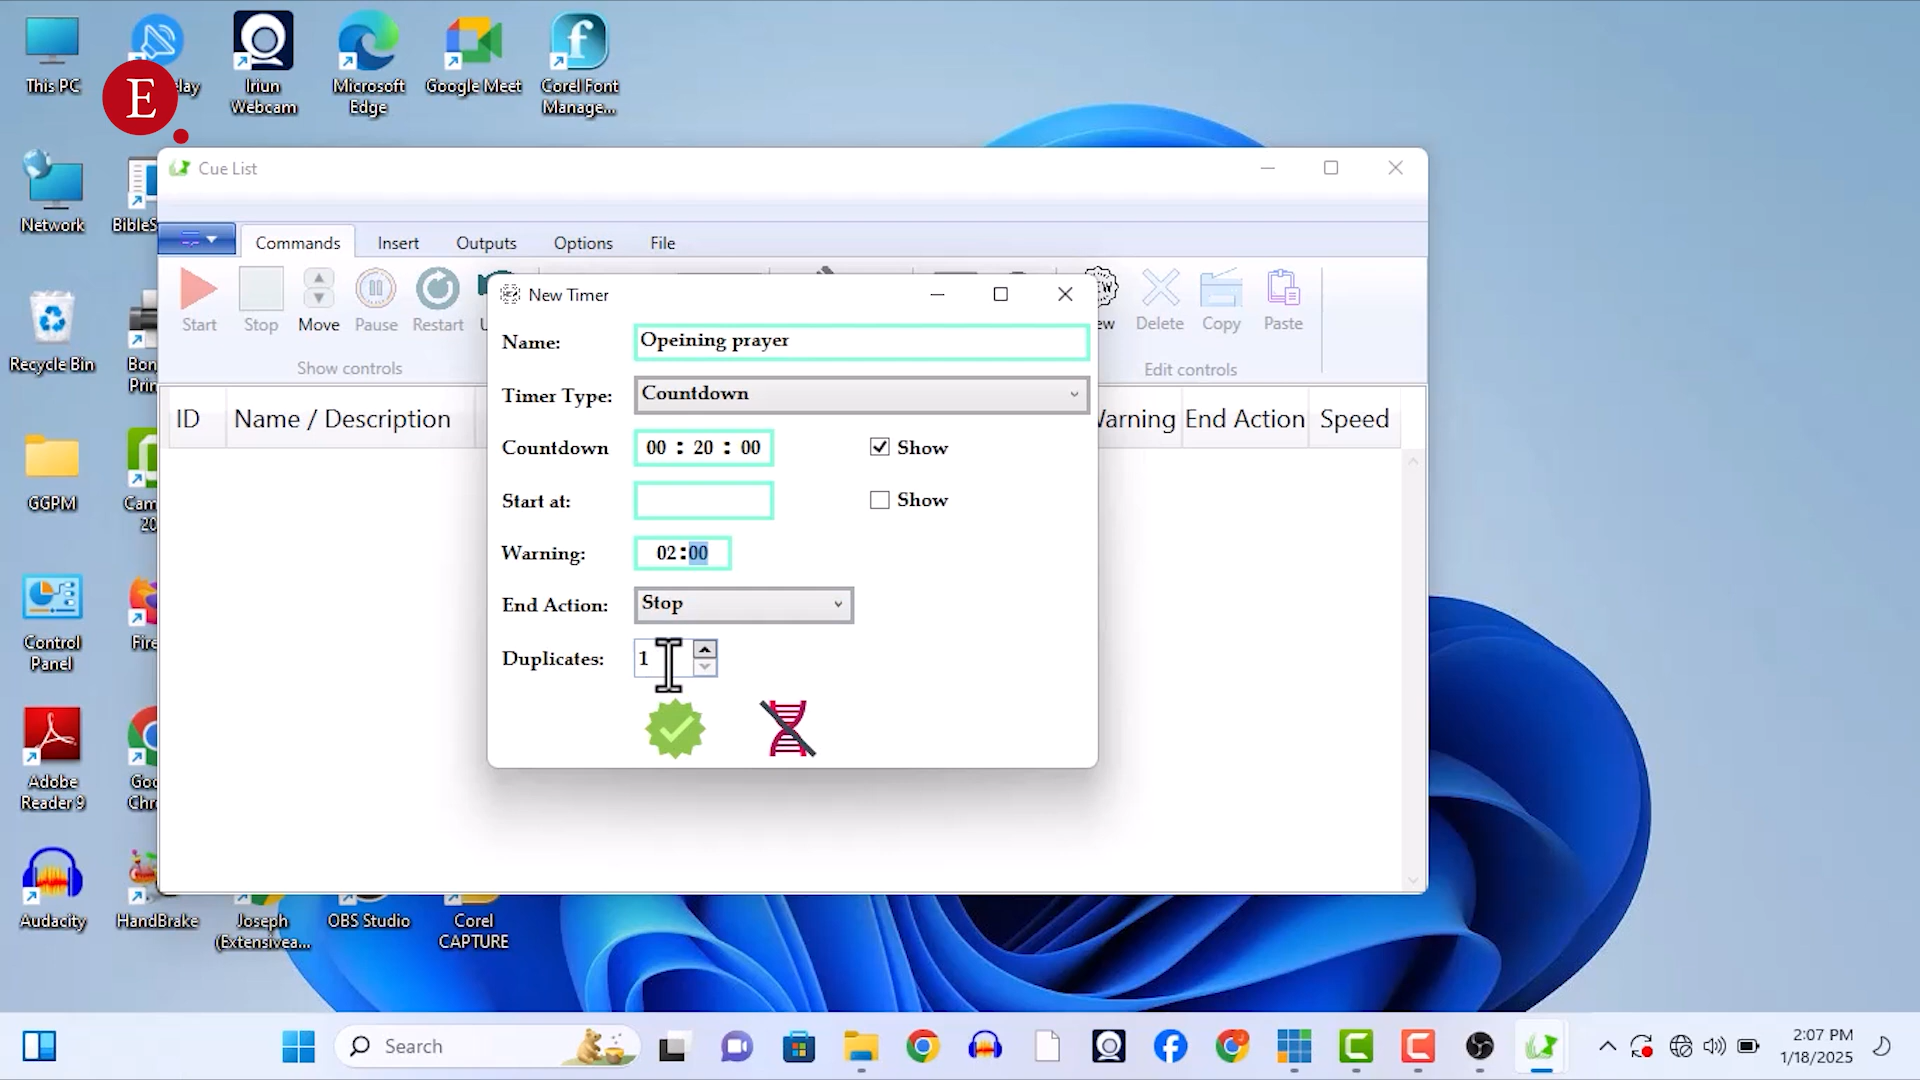 This PC
lay
Iriun
Webcam
Microsoft
Edge
Google Meet
Corel Font
Manage...
E
Network
BibleS
Recycle Bin
Bon
Prin
GGPM
Cam
20
Control
Panel
Fire
Adobe
Reader 9
Goo
Chr
Audacity
HandBrake
Joseph
(Extensivea...
OBS Studio
Corel
CAPTURE
Cue List
Commands
Insert
Outputs
Options
File
Start
Stop
Move
Pause
Restart
U
ew
Delete
Copy
Paste
Show controls
Edit controls
ID
Name / Description
Warning
End Action
Speed
New Timer
Name:
Opeining prayer
Timer Type:
Countdown
Countdown
00 : 20 : 00
Show
Start at:
Show
Warning:
02:00
End Action:
Stop
Duplicates:
1
Search
2:07 PM
1/18/2025